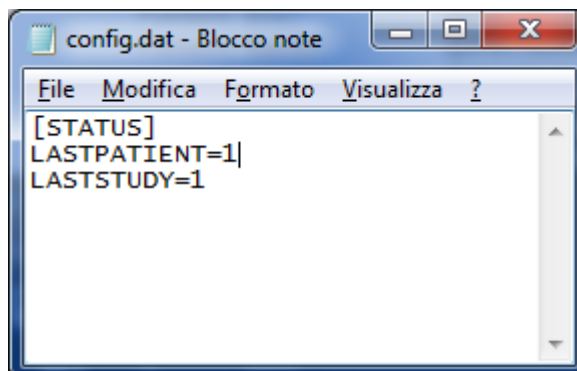 config.dat - Blocco note
File Modifica Formato Visualizza ?
[STATUS]
LASTPATIENT=1
LASTSTUDY=1